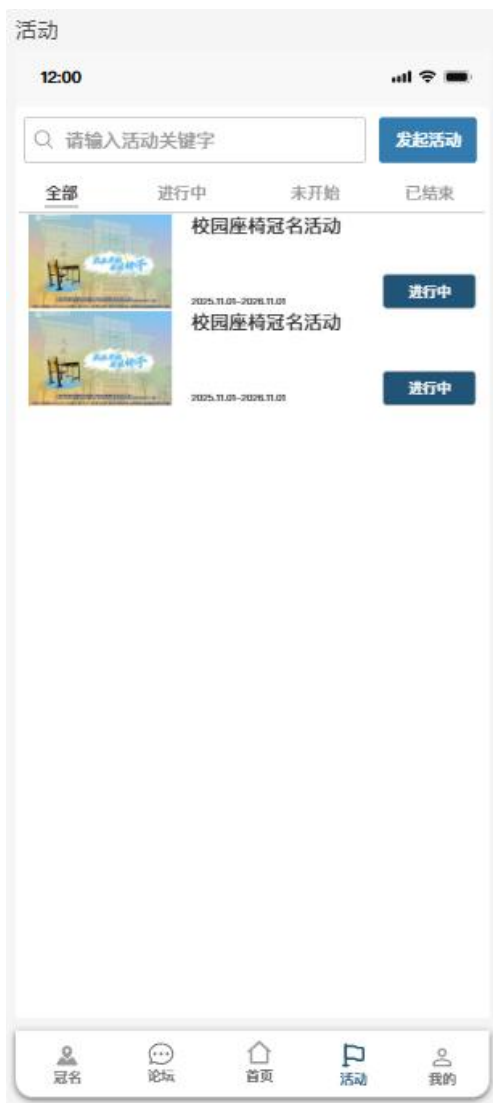 活动
12:00
请输入活动关键字
发起活动
全部
进行中
未开始
已结束
校园座椅冠名活动
2025.11.01-2026.11.01
进行中
校园座椅冠名活动
2025.11.01-2026.11.01
进行中
冠名
论坛
首页
活动
我的